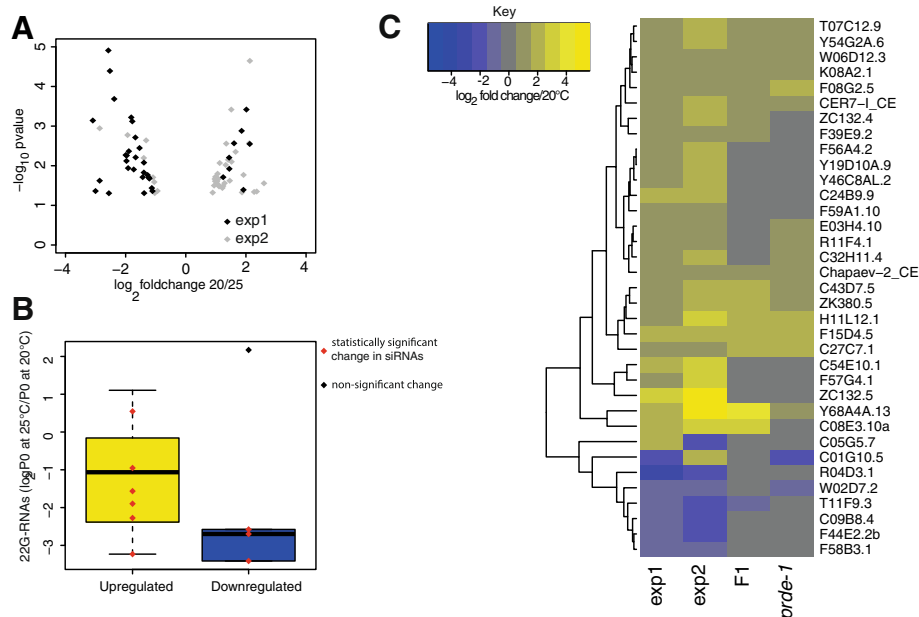 A
5
4
3
2
1
0
−log10 pvalue
exp1
exp2
−4
−2
0
2
4
log2foldchange 20/25
B
22G-RNAs (log2P0 at 25°C/P0 at 20°C)
2
1
0
−1
−2
−3
Upregulated
Downregulated
statistically significant
change in siRNAs
non-significant change
C
Key
−4
-2
0
2
4
log2 fold change/20°C
T07C12.9
Y54G2A.6
W06D12.3
K08A2.1
F08G2.5
CER7-I_CE
ZC132.4
F39E9.2
F56A4.2
Y19D10A.9
Y46C8AL.2
C24B9.9
F59A1.10
E03H4.10
R11F4.1
C32H11.4
Chapaev-2_CE
C43D7.5
ZK380.5
H11L12.1
F15D4.5
C27C7.1
C54E10.1
F57G4.1
ZC132.5
Y68A4A.13
C08E3.10a
C05G5.7
C01G10.5
R04D3.1
W02D7.2
T11F9.3
C09B8.4
F44E2.2b
F58B3.1
exp1
exp2
F1
prde-1